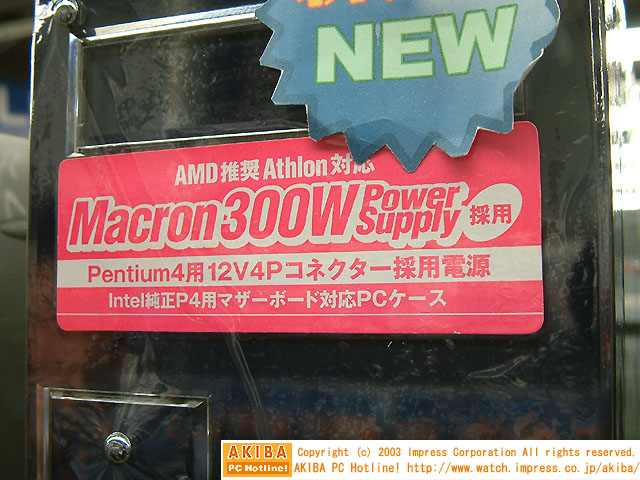 NEW
AMD推奨Athlon対応
Macron300W Power Supply 採用
Pentium4用12V4Pコネクター採用電源
Intel純正P4用マザーボード対応PCケース
AKIBA PC Hotline!
Copyright (c) 2003 Impress Corporation All rights reserved.
AKIBA PC Hotline! http://www.watch.impress.co.jp/akiba/